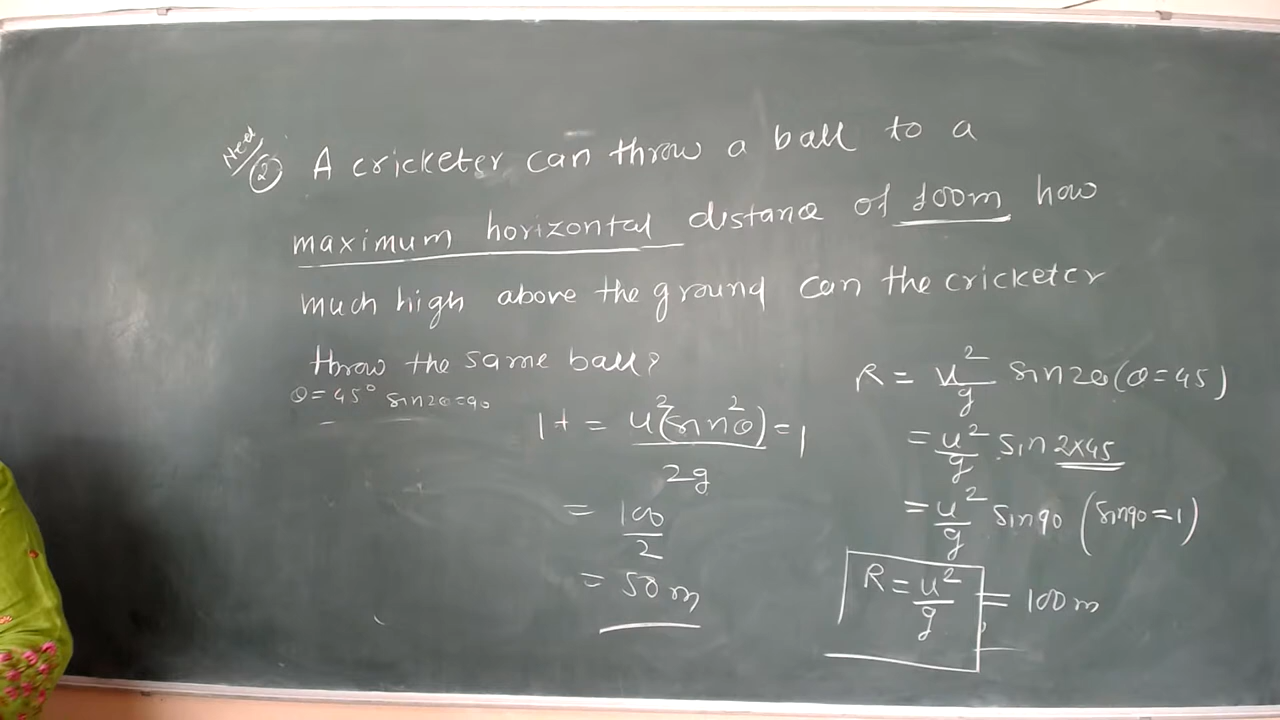 Need
② A cricketer can throw a ball to a
maximum horizontal distance of 100m how
much high above the ground can the cricketer
throw the same ball?
θ = 45° sin2θ=90
H = u²(sin²θ)=1
2g
= 100
2
= 50 m
R = u² sin2θ (θ=45)
g
= u² sin 2×45
g
= u² sin90 (sin90=1)
g
R = u² = 100m
g